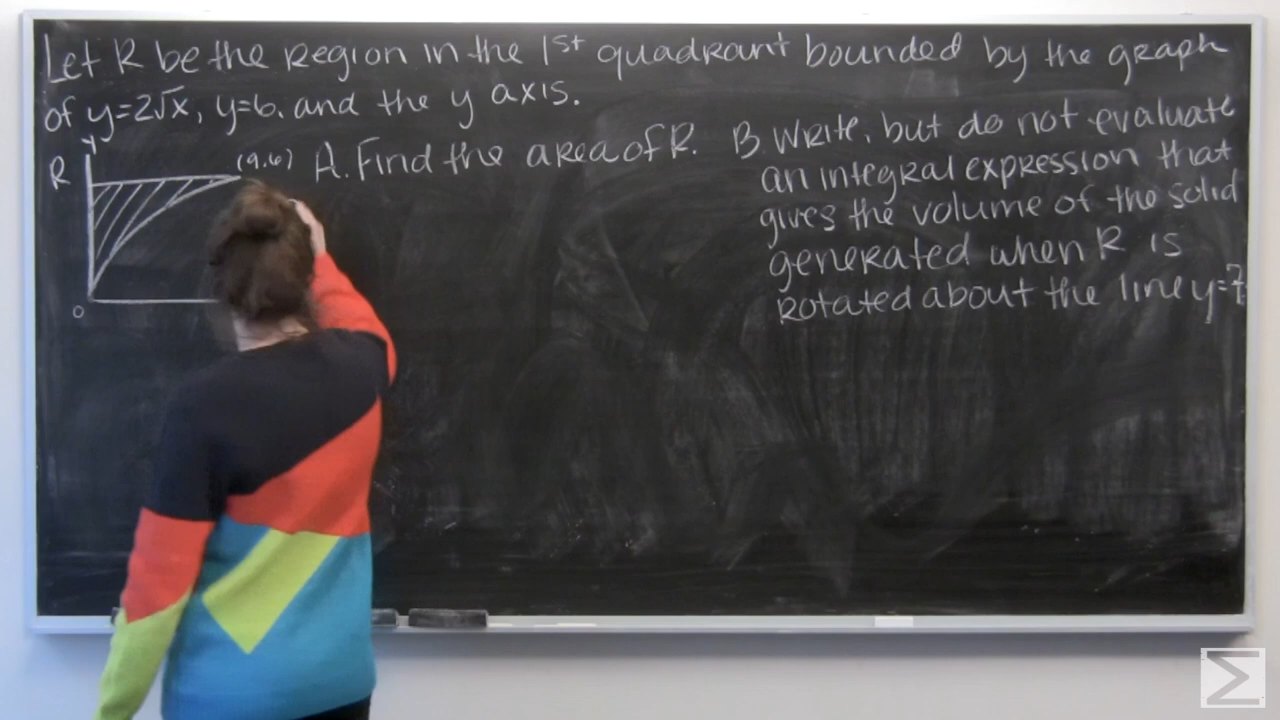 Let R be the region in the 1st quadrant bounded by the graph
of y=2√x, y=6, and the y axis.
y
R
(9,6)
0
A. Find the area of R.
B Write, but do not evaluate
an integral expression that
gives the volume of the solid
generated when R is
rotated about the line y=7.
Σ